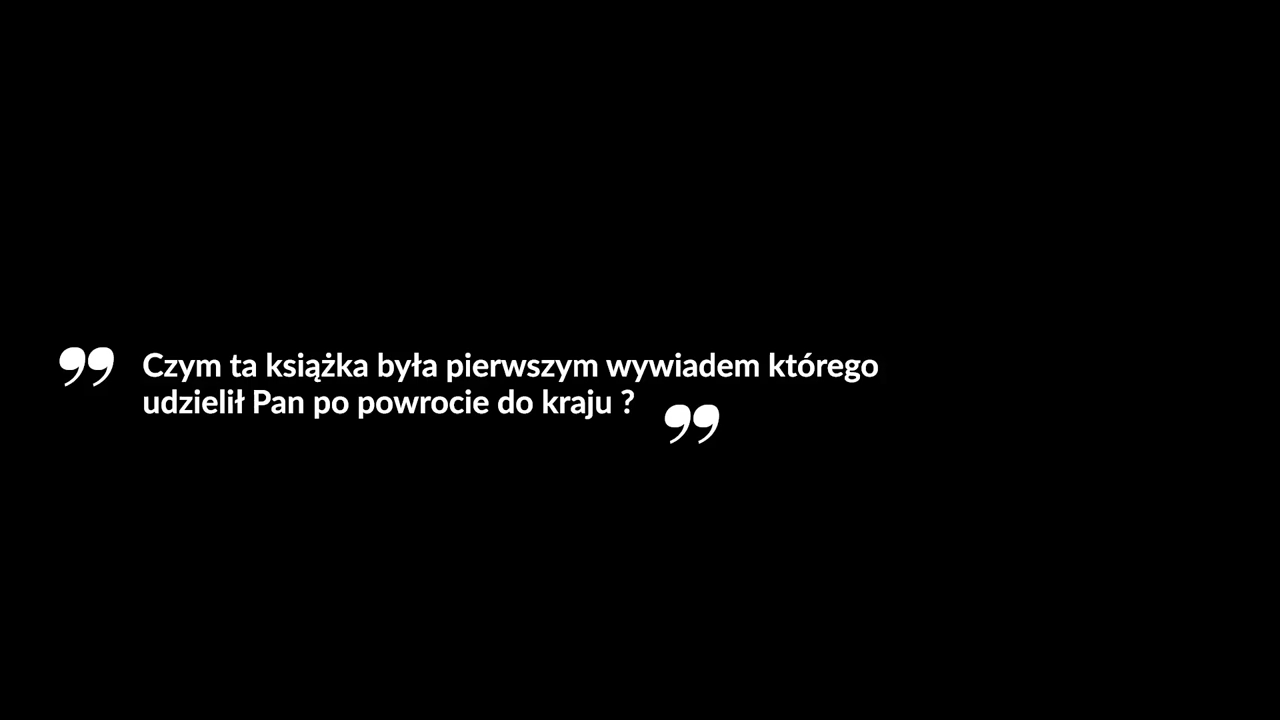 ” Czym ta książka była pierwszym wywiadem którego
udzielił Pan po powrocie do kraju ? ”